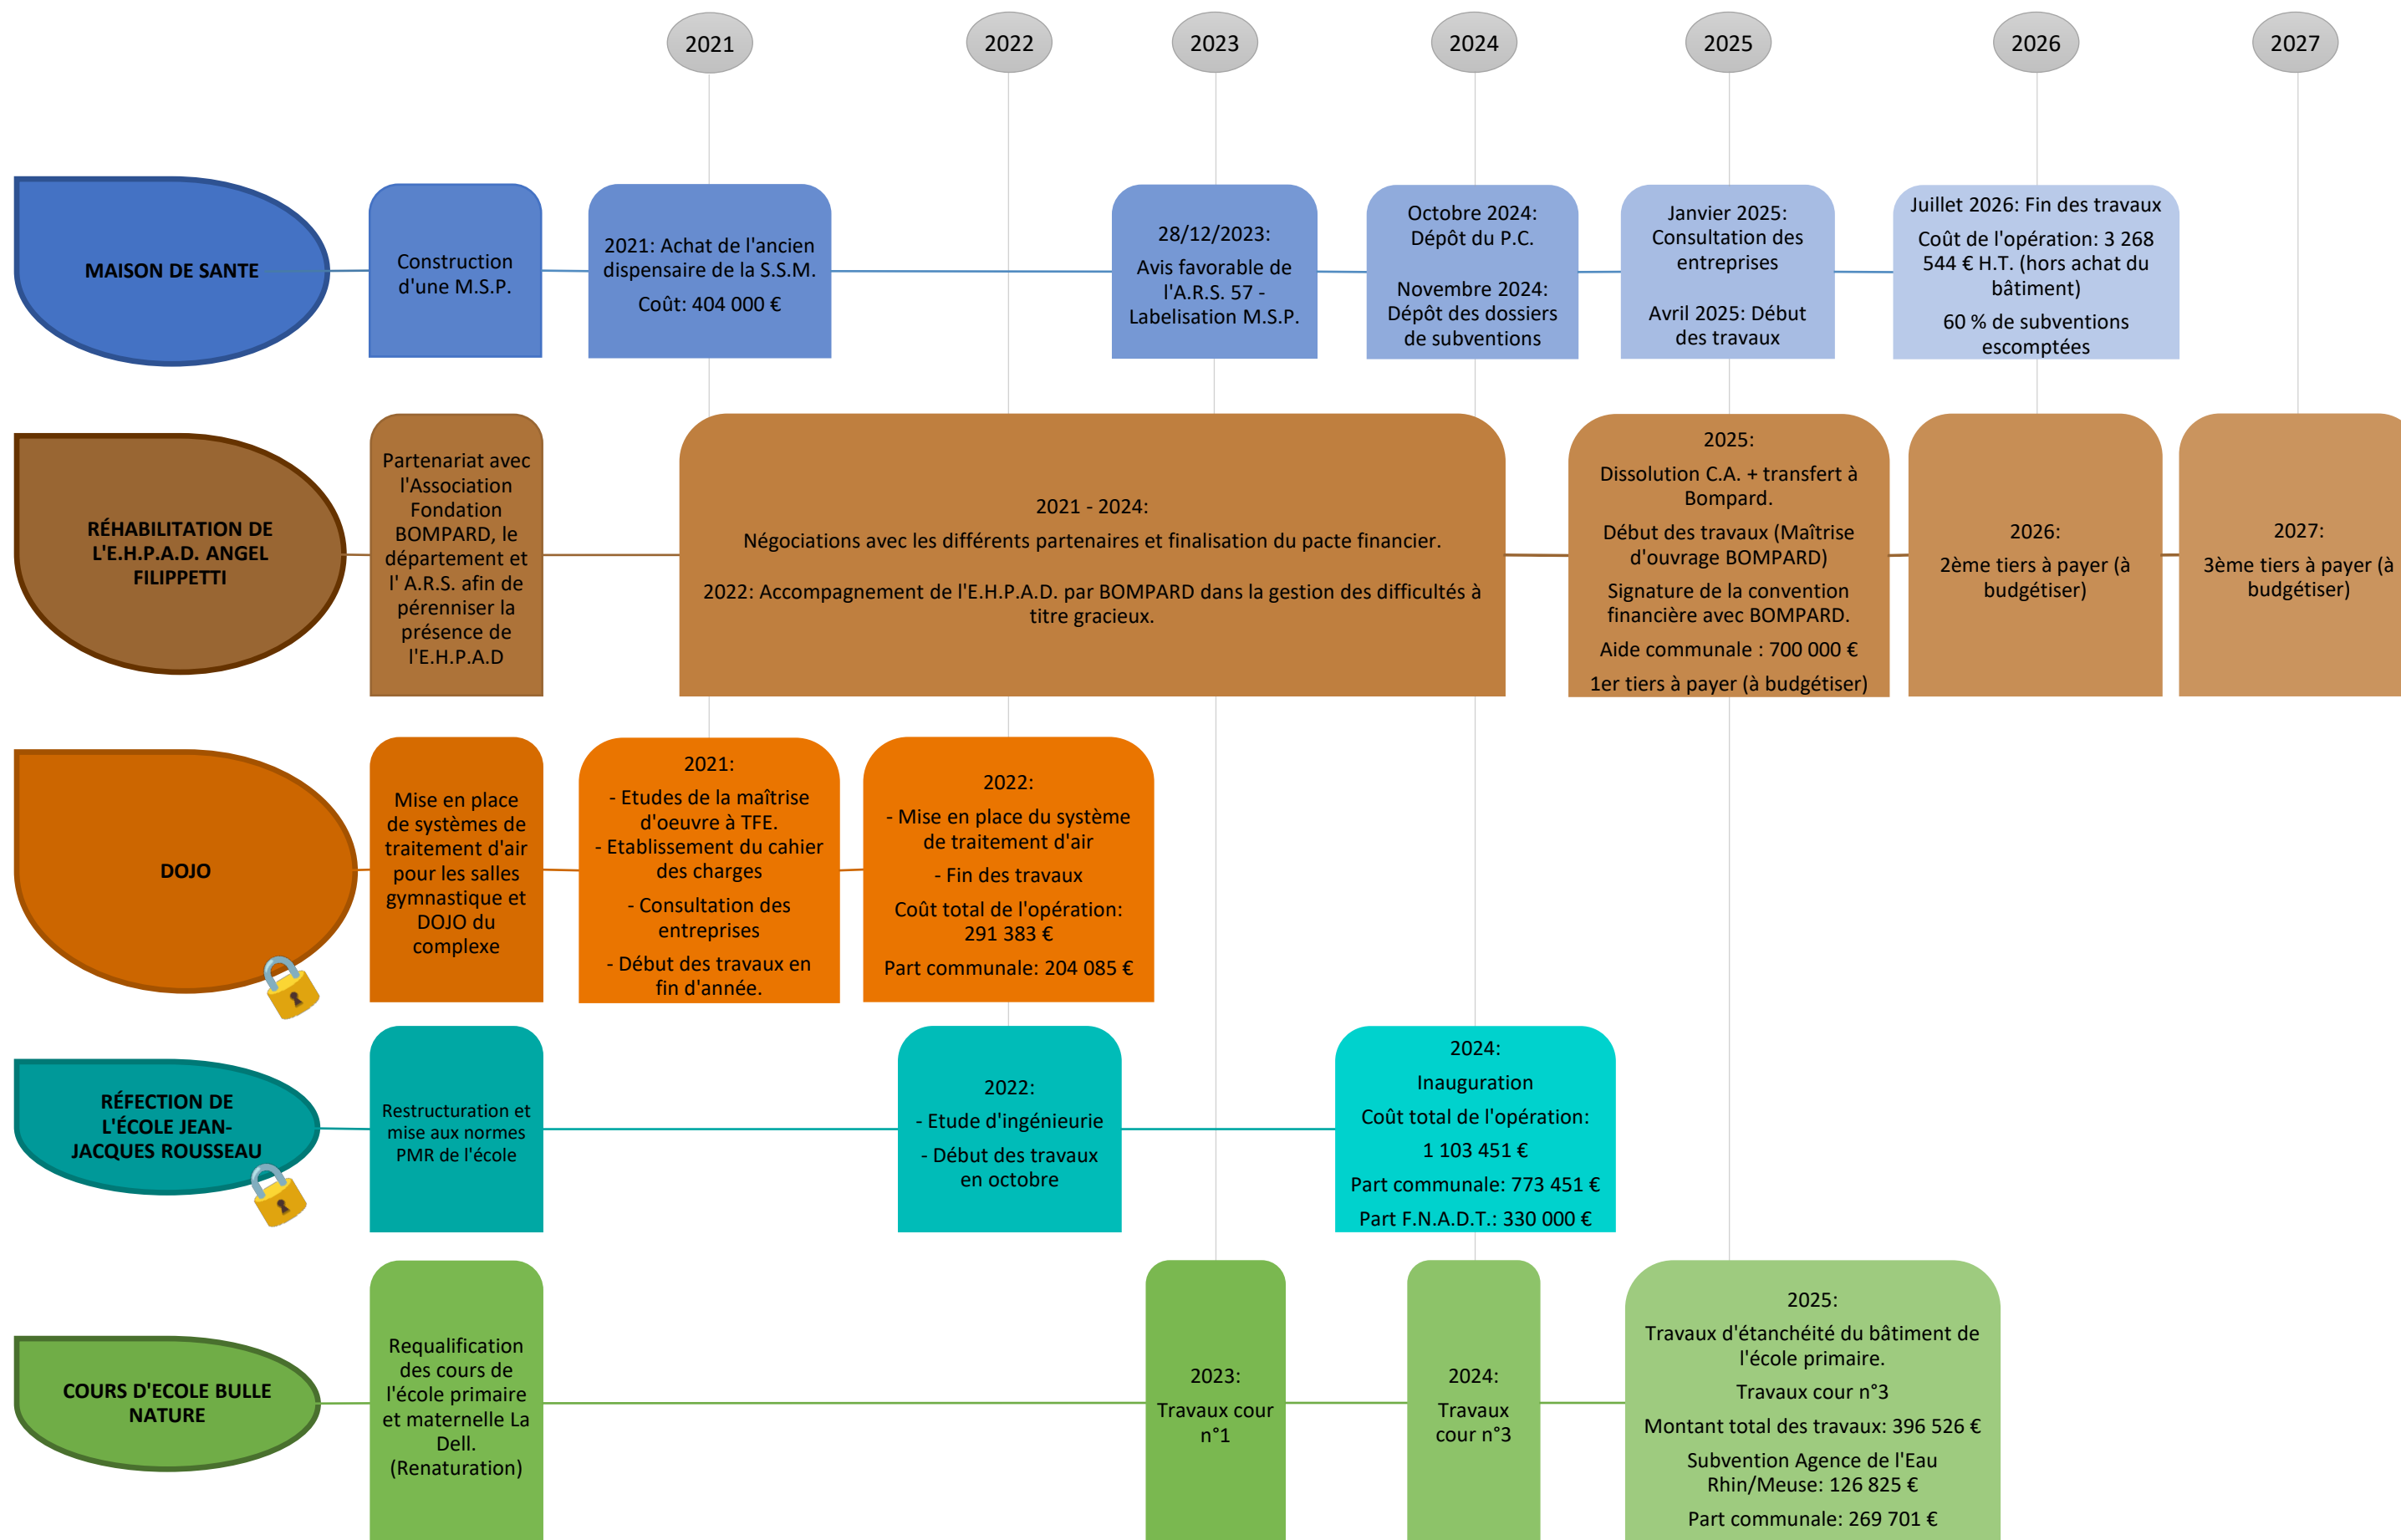 2021
2022
2023
2024
2025
2026
2027
MAISON DE SANTE
Construction
d'une M.S.P.
2021: Achat de l'ancien
dispensaire de la S.S.M.
Coût: 404 000 €
28/12/2023:
Avis favorable de
l'A.R.S. 57 -
Labelisation M.S.P.
Octobre 2024:
Dépôt du P.C.
Novembre 2024:
Dépôt des dossiers
de subventions
Janvier 2025:
Consultation des
entreprises
Avril 2025: Début
des travaux
Juillet 2026: Fin des travaux
Coût de l'opération: 3 268
544 € H.T. (hors achat du
bâtiment)
60 % de subventions
escomptées
RÉHABILITATION DE
L'E.H.P.A.D. ANGEL
FILIPPETTI
Partenariat avec
l'Association
Fondation
BOMPARD, le
département et
l' A.R.S. afin de
pérenniser la
présence de
l'E.H.P.A.D
2021 - 2024:
Négociations avec les différents partenaires et finalisation du pacte financier.
2022: Accompagnement de l'E.H.P.A.D. par BOMPARD dans la gestion des difficultés à
titre gracieux.
2025:
Dissolution C.A. + transfert à
Bompard.
Début des travaux (Maîtrise
d'ouvrage BOMPARD)
Signature de la convention
financière avec BOMPARD.
Aide communale : 700 000 €
1er tiers à payer (à budgétiser)
2026:
2ème tiers à payer (à
budgétiser)
2027:
3ème tiers à payer (à
budgétiser)
DOJO
Mise en place
de systèmes de
traitement d'air
pour les salles
gymnastique et
DOJO du
complexe
2021:
- Etudes de la maîtrise
d'oeuvre à TFE.
- Etablissement du cahier
des charges
- Consultation des
entreprises
- Début des travaux en
fin d'année.
2022:
- Mise en place du système
de traitement d'air
- Fin des travaux
Coût total de l'opération:
291 383 €
Part communale: 204 085 €
RÉFECTION DE
L'ÉCOLE JEAN-
JACQUES ROUSSEAU
Restructuration et
mise aux normes
PMR de l'école
2022:
- Etude d'ingénieurie
- Début des travaux
en octobre
2024:
Inauguration
Coût total de l'opération:
1 103 451 €
Part communale: 773 451 €
Part F.N.A.D.T.: 330 000 €
COURS D'ECOLE BULLE
NATURE
Requalification
des cours de
l'école primaire
et maternelle La
Dell.
(Renaturation)
2023:
Travaux cour
n°1
2024:
Travaux
cour n°3
2025:
Travaux d'étanchéité du bâtiment de
l'école primaire.
Travaux cour n°3
Montant total des travaux: 396 526 €
Subvention Agence de l'Eau
Rhin/Meuse: 126 825 €
Part communale: 269 701 €